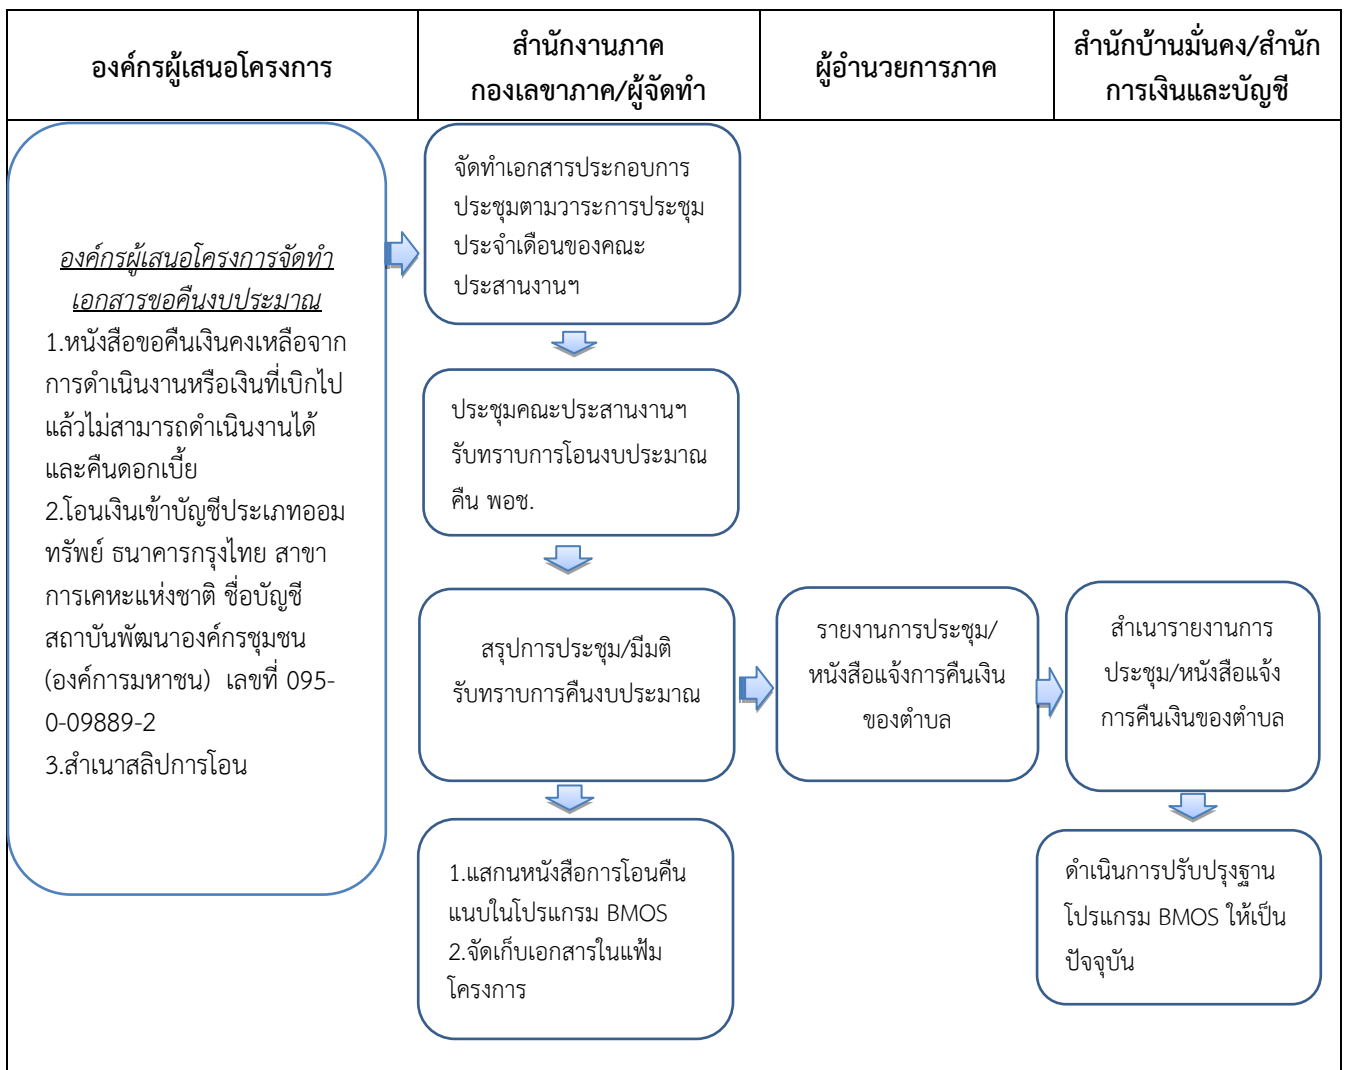 องค์กรผู้เสนอโครงการ
สำนักงานภาค
กองเลขาภาค/ผู้จัดทำ
ผู้อำนวยการภาค
สำนักบ้านมั่นคง/สำนัก
การเงินและบัญชี
องค์กรผู้เสนอโครงการจัดทำ
เอกสารขอคืนงบประมาณ
1.หนังสือขอคืนเงินคงเหลือจาก
การดำเนินงานหรือเงินที่เบิกไป
แล้วไม่สามารถดำเนินงานได้
และคืนดอกเบี้ย
2.โอนเงินเข้าบัญชีประเภทออม
ทรัพย์ ธนาคารกรุงไทย สาขา
การเคหะแห่งชาติ ชื่อบัญชี
สถาบันพัฒนาองค์กรชุมชน
(องค์การมหาชน) เลขที่ 095-
0-09889-2
3.สำเนาสลิปการโอน
จัดทำเอกสารประกอบการ
ประชุมตามวาระการประชุม
ประจำเดือนของคณะ
ประสานงานฯ
ประชุมคณะประสานงานฯ
รับทราบการโอนงบประมาณ
คืน พอช.
สรุปการประชุม/มีมติ
รับทราบการคืนงบประมาณ
รายงานการประชุม/
หนังสือแจ้งการคืนเงิน
ของตำบล
สำเนารายงานการ
ประชุม/หนังสือแจ้ง
การคืนเงินของตำบล
1.แสกนหนังสือการโอนคืน
แนบในโปรแกรม BMOS
2.จัดเก็บเอกสารในแฟ้ม
โครงการ
ดำเนินการปรับปรุงฐาน
โปรแกรม BMOS ให้เป็น
ปัจจุบัน